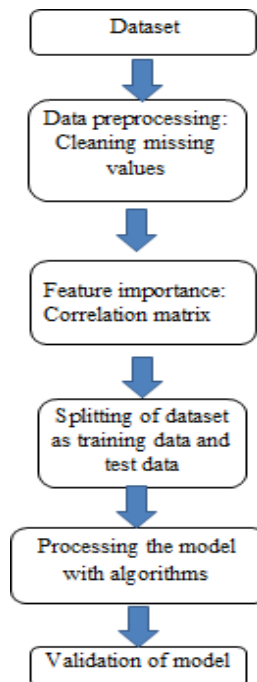 Dataset
Data preprocessing:
Cleaning missing
values
Feature importance:
Correlation matrix
Splitting of dataset
as training data and
test data
Processing the model
with algorithms
Validation of model